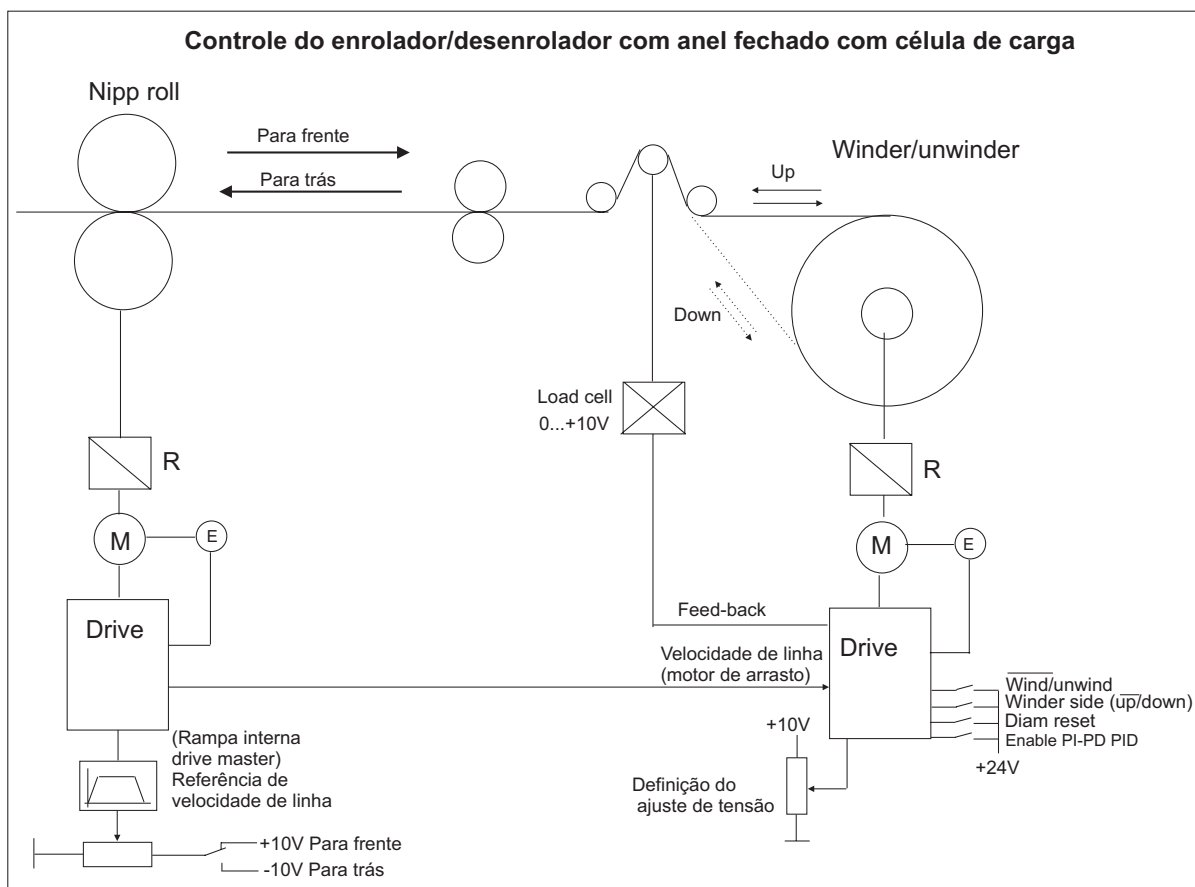 Controle do enrolador/desenrolador com anel fechado com célula de carga
Nipp roll
Para frente
Para trás
Winder/unwinder
Up
Down
Load cell
0...+10V
R
R
M
E
M
E
Drive
Feed-back
Drive
Velocidade de linha
(motor de arrasto)
Wind/unwind
Winder side (up/down)
Diam reset
Enable PI-PD PID
+24V
+10V
(Rampa interna
drive master)
Referência de
velocidade de linha
Definição do
ajuste de tensão
+10V Para frente
-10V Para trás